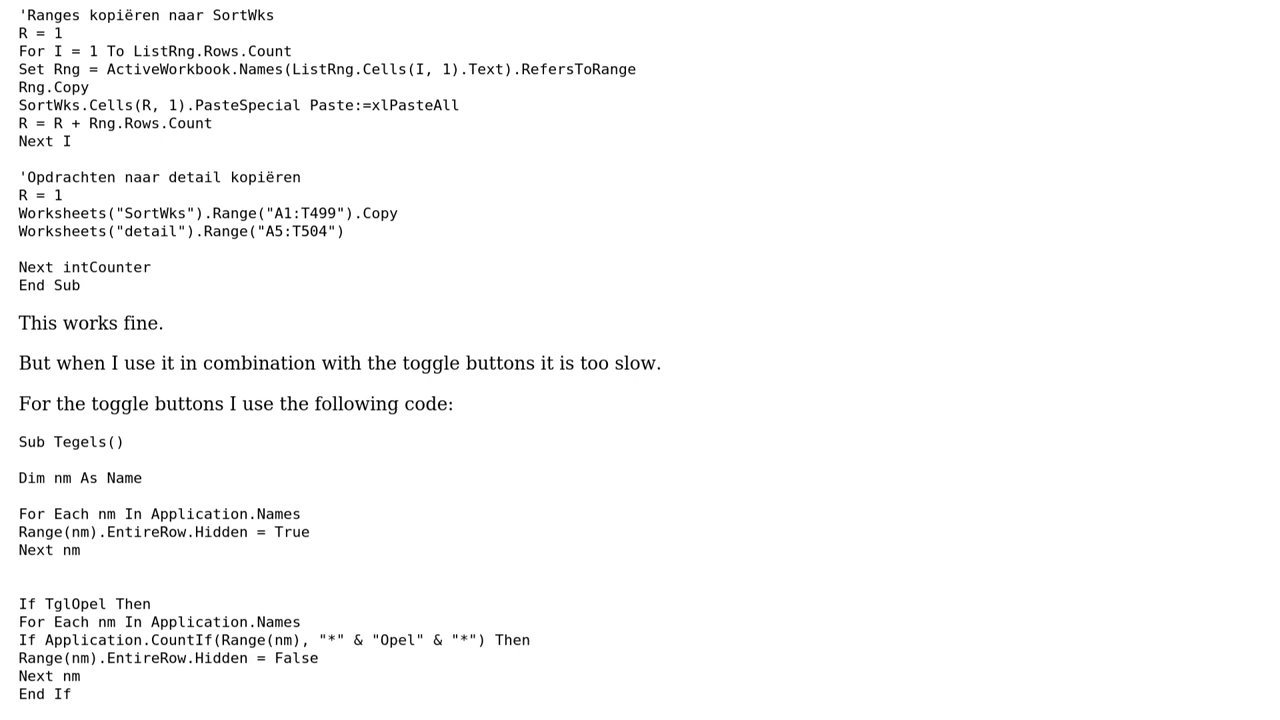 'Ranges kopiëren naar SortWks
R = 1
For I = 1 To ListRng.Rows.Count
Set Rng = ActiveWorkbook.Names(ListRng.Cells(I, 1).Text).RefersToRange
Rng.Copy
SortWks.Cells(R, 1).PasteSpecial Paste:=xlPasteAll
R = R + Rng.Rows.Count
Next I
'Opdrachten naar detail kopiëren
R = 1
Worksheets("SortWks").Range("A1:T499").Copy
Worksheets("detail").Range("A5:T504")
Next intCounter
End Sub
This works fine.
But when I use it in combination with the toggle buttons it is too slow.
For the toggle buttons I use the following code:
Sub Tegels()
Dim nm As Name
For Each nm In Application.Names
Range(nm).EntireRow.Hidden = True
Next nm
If TglOpel Then
For Each nm In Application.Names
If Application.CountIf(Range(nm), "*" & "Opel" & "*") Then
Range(nm).EntireRow.Hidden = False
Next nm
End If